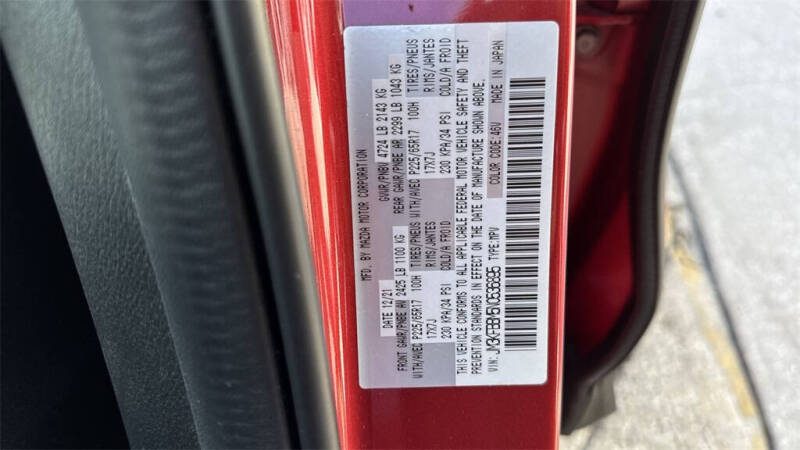 MFD. BY MAZDA MOTOR CORPORATION
DATE 12/21 GVWR/PNBV 4724 LB 2143 KG
FRONT GAWR/PNBE AV 2425 LB 1100 KG REAR GAWR/PNBE AR 2299 LB 1043 KG
WITH/AVEC P225/65R17 100H TIRES/PNEUS WITH/AVEC P225/65R17 100H TIRES/PNEUS
17X7J RIMS/JANTES 17X7J RIMS/JANTES
230 KPA/34 PSI COLD/A FROID 230 KPA/34 PSI COLD/A FROID
THIS VEHICLE CONFORMS TO ALL APPLICABLE FEDERAL MOTOR VEHICLE SAFETY AND THEFT
PREVENTION STANDARDS IN EFFECT ON THE DATE OF MANUFACTURE SHOWN ABOVE.
VIN: TYPE:MPV COLOR CODE:46V MADE IN JAPAN